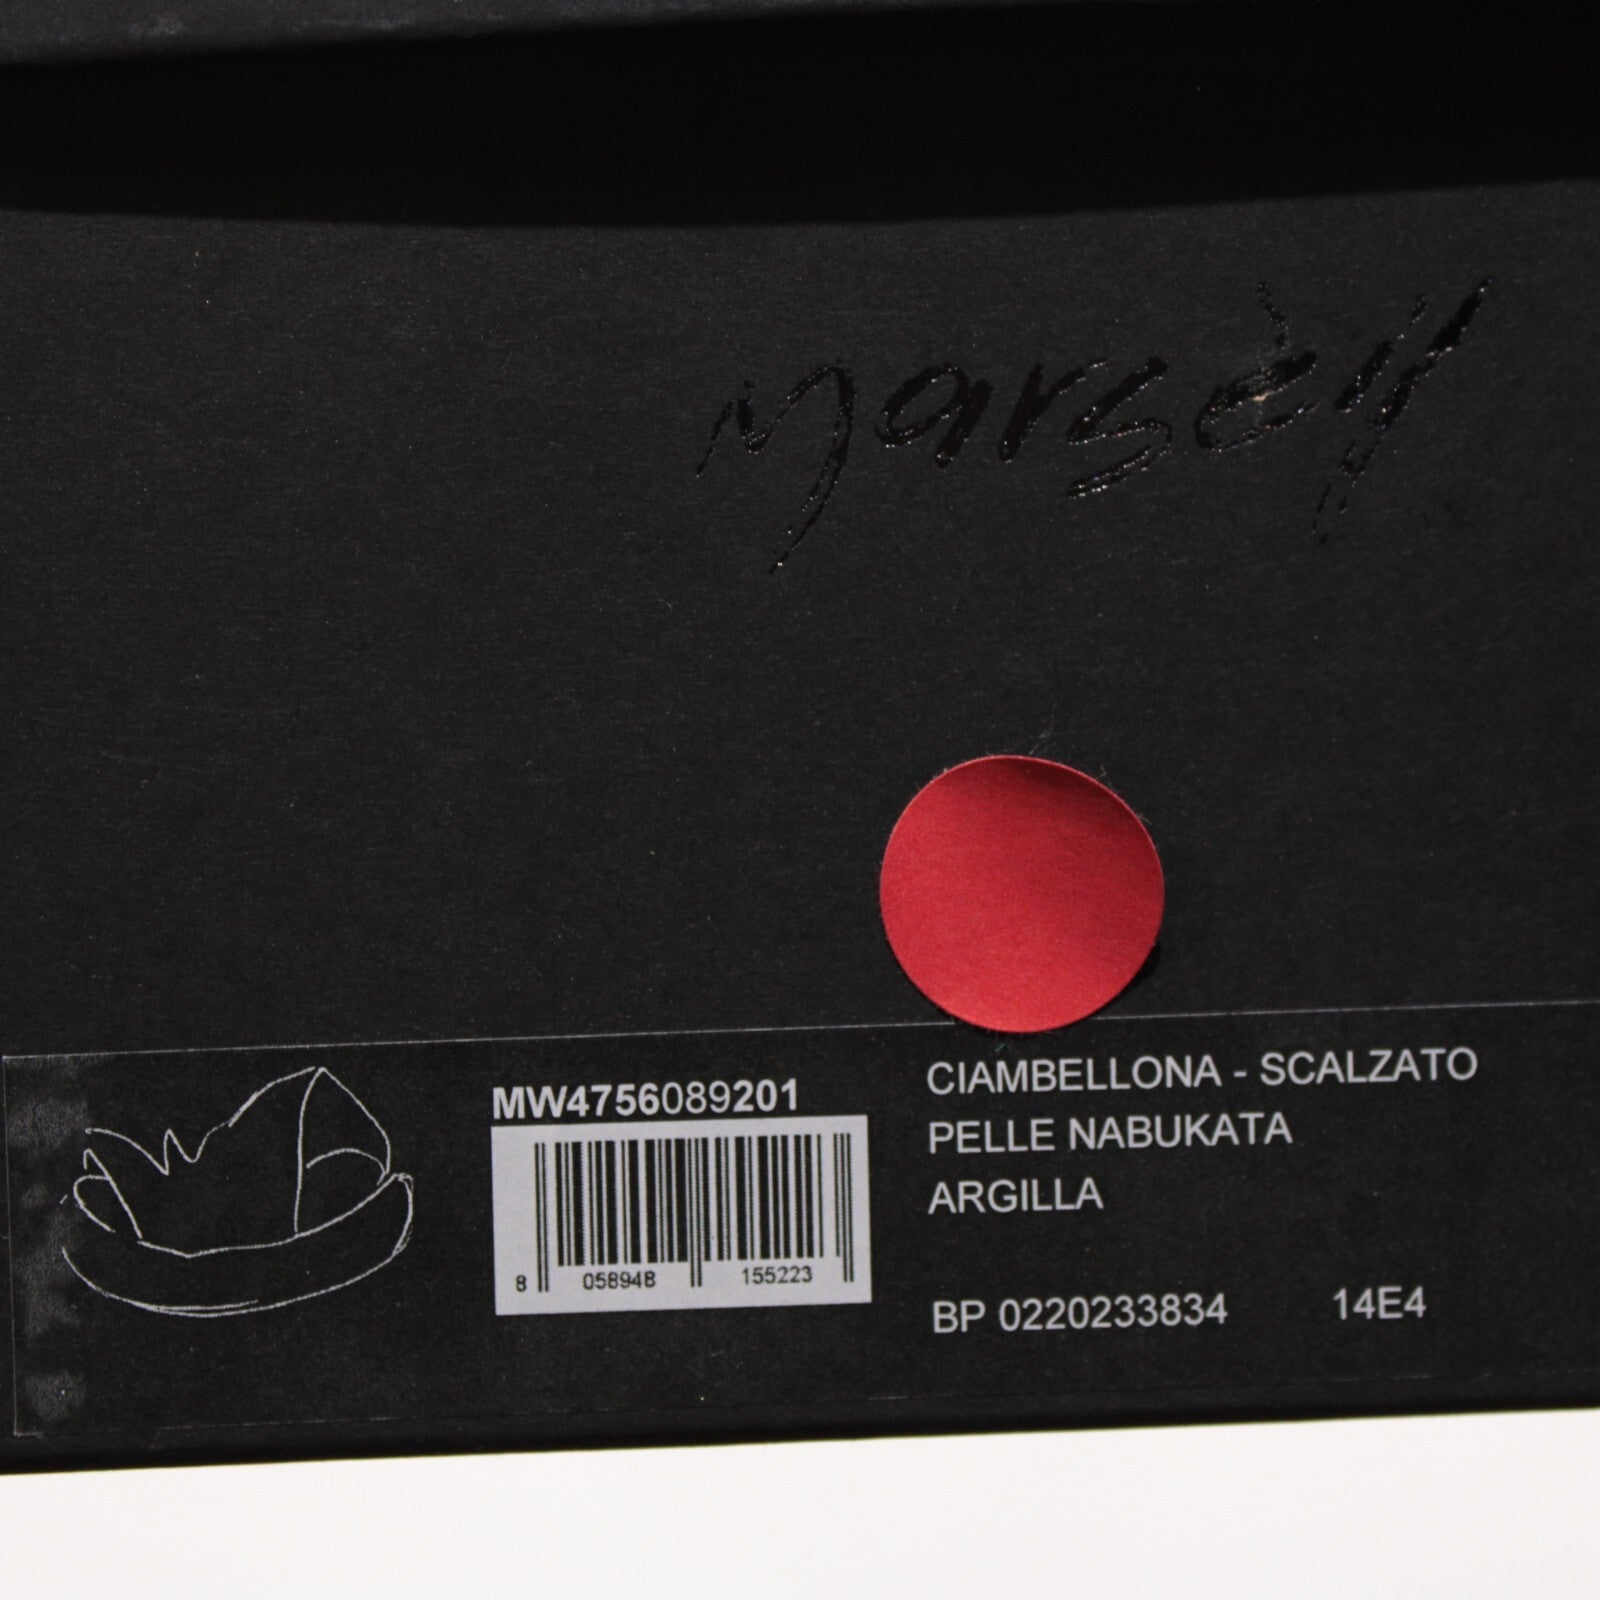 marsèll
MW4756089201
8 058948 155223
CIAMBELLONA - SCALZATO
PELLE NABUKATA
ARGILLA
BP 0220233834 14E4